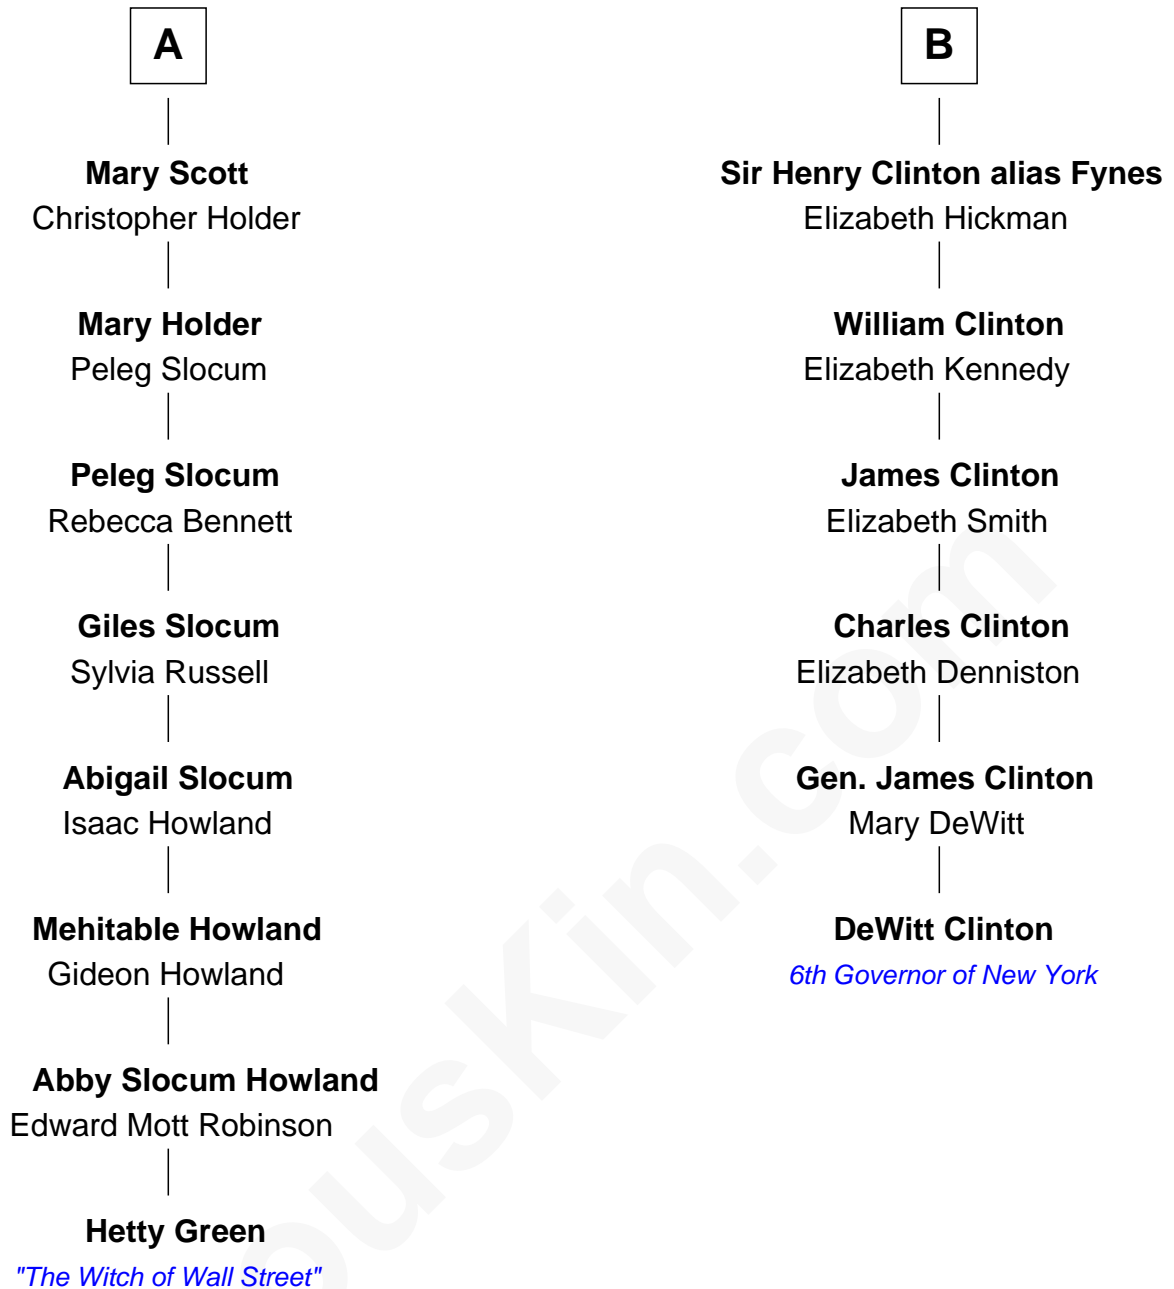 A
Mary Scott
Christopher Holder
Mary Holder
Peleg Slocum
Peleg Slocum
Rebecca Bennett
Giles Slocum
Sylvia Russell
Abigail Slocum
Isaac Howland
Mehitable Howland
Gideon Howland
Abby Slocum Howland
Edward Mott Robinson
Hetty Green
"The Witch of Wall Street"
B
Sir Henry Clinton alias Fynes
Elizabeth Hickman
William Clinton
Elizabeth Kennedy
James Clinton
Elizabeth Smith
Charles Clinton
Elizabeth Denniston
Gen. James Clinton
Mary DeWitt
DeWitt Clinton
6th Governor of New York
ousKin.com